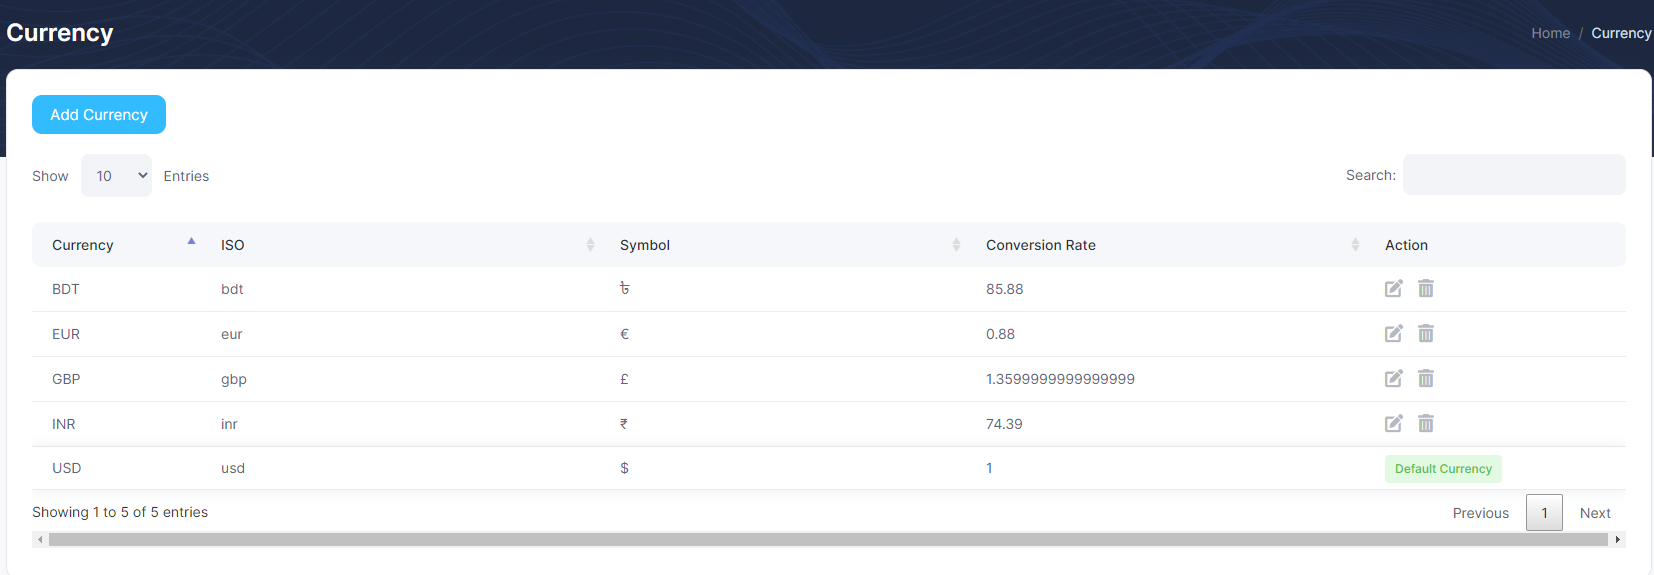 Currency
Home / Currency
Add Currency
Show 10 Entries
Search:
Currency ISO Symbol Conversion Rate Action
BDT bdt ৳ 85.88
EUR eur € 0.88
GBP gbp £ 1.3599999999999999
INR inr ₹ 74.39
USD usd $ 1 Default Currency
Showing 1 to 5 of 5 entries
Previous 1 Next